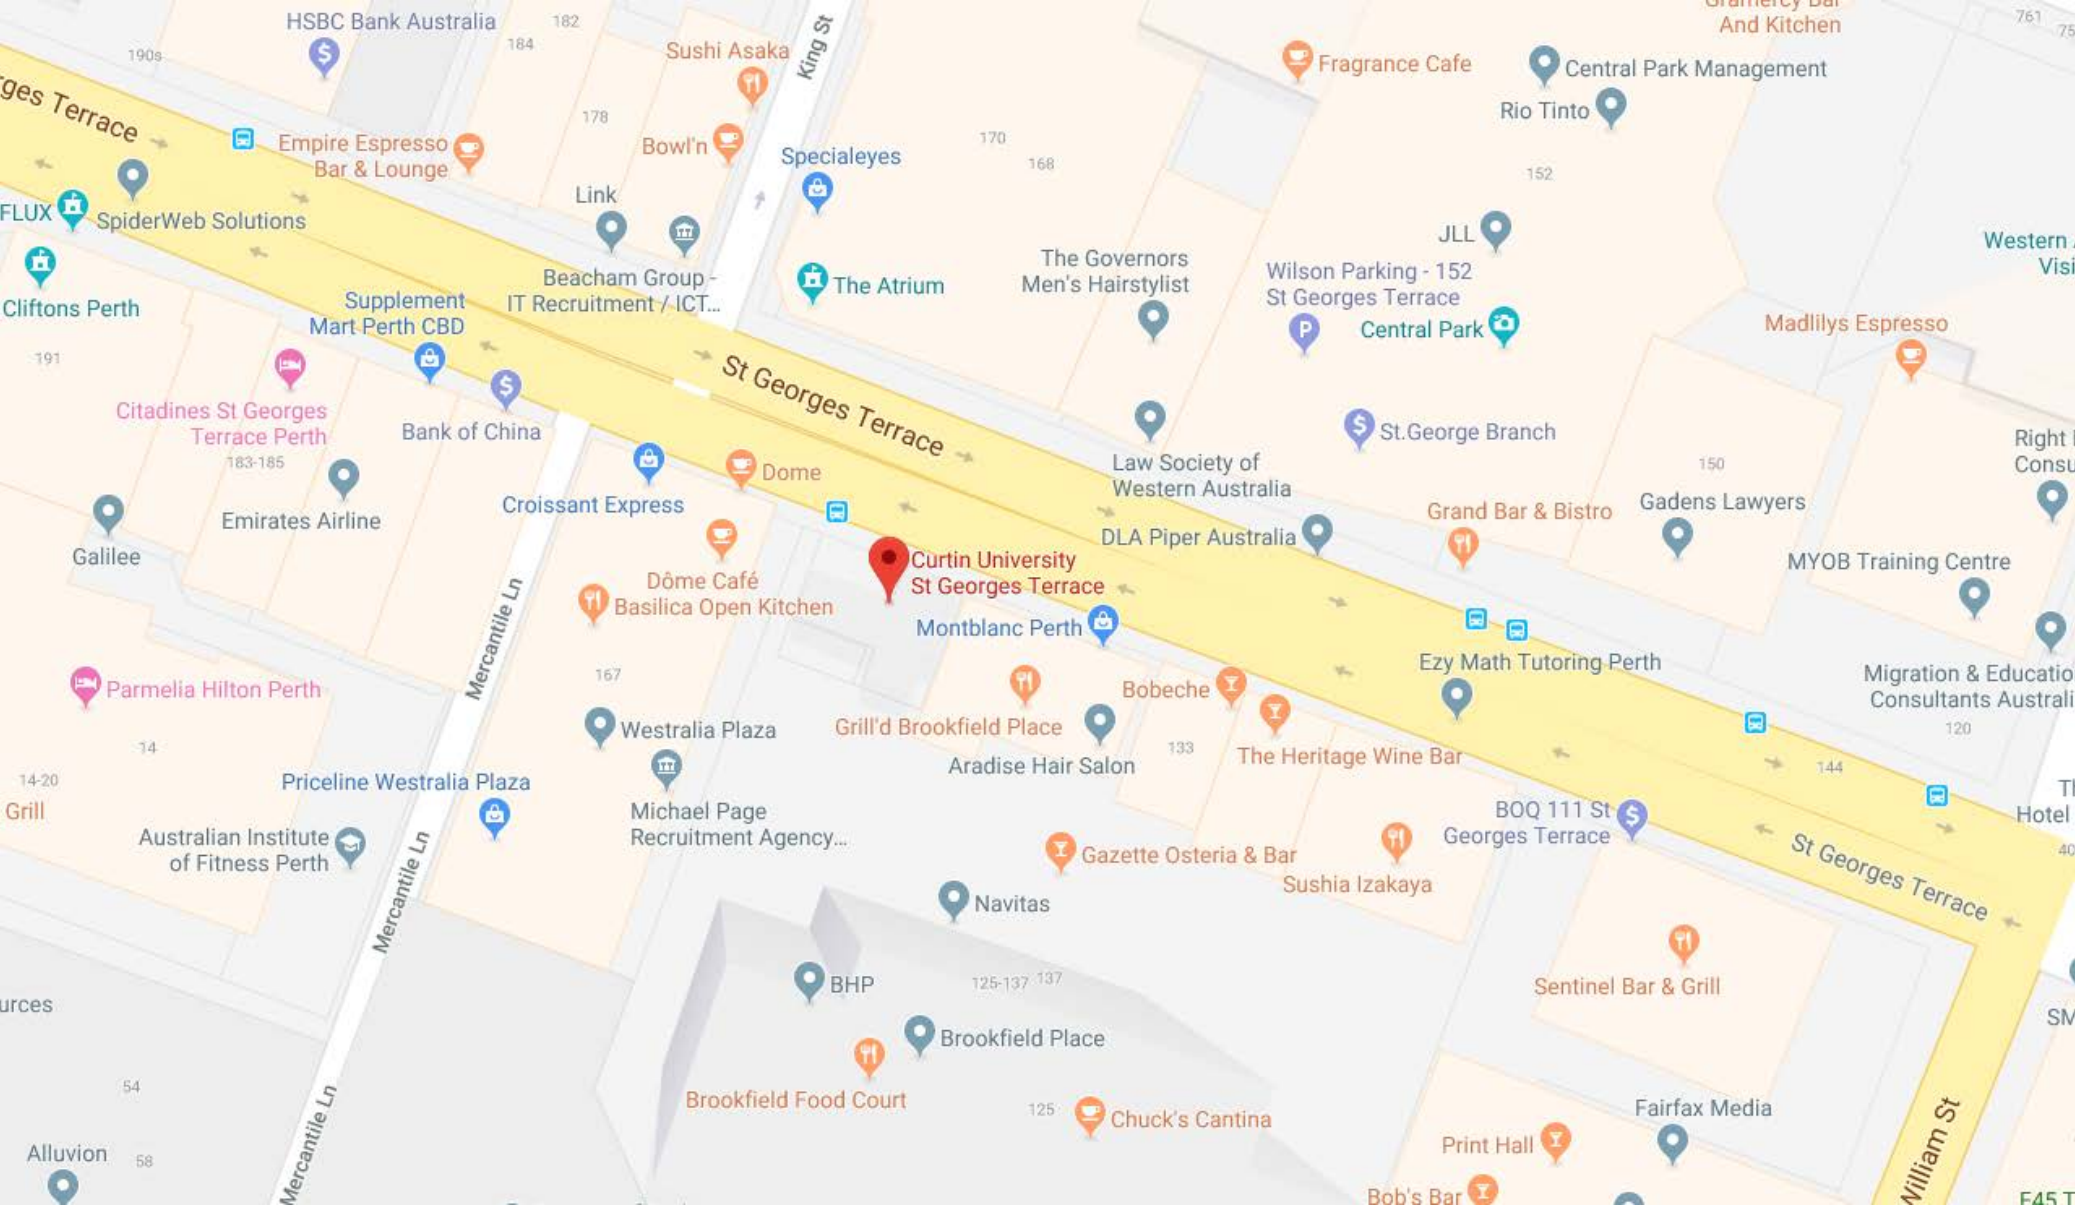 HSBC Bank Australia
182
184
190s
Sushi Asaka
King St
And Kitchen
761
Fragrance Cafe
Central Park Management
Rio Tinto
ges Terrace
Empire Espresso
Bar & Lounge
178
Bowl'n
Specialeyes
170
168
152
Link
FLUX
SpiderWeb Solutions
JLL
Western
Visi
Beacham Group -
IT Recruitment / ICT...
The Atrium
The Governors
Men's Hairstylist
Wilson Parking - 152
St Georges Terrace
Central Park
Cliftons Perth
Supplement
Mart Perth CBD
Madlilys Espresso
191
St Georges Terrace
Citadines St Georges
Terrace Perth
183-185
Bank of China
St.George Branch
Right
Consu
Law Society of
Western Australia
150
Dome
Croissant Express
Emirates Airline
Grand Bar & Bistro
Gadens Lawyers
Galilee
DLA Piper Australia
Curtin University
St Georges Terrace
MYOB Training Centre
Dôme Café
Basilica Open Kitchen
Montblanc Perth
Mercantile Ln
Ezy Math Tutoring Perth
167
Parmelia Hilton Perth
Bobeche
Migration & Educatio
Consultants Australi
Westralia Plaza
Grill'd Brookfield Place
120
14
133
The Heritage Wine Bar
Aradise Hair Salon
14-20
Priceline Westralia Plaza
144
Grill
Michael Page
Recruitment Agency...
BOQ 111 St
Georges Terrace
Hotel
Australian Institute
of Fitness Perth
Gazette Osteria & Bar
St Georges Terrace
40
Mercantile Ln
Sushia Izakaya
Navitas
BHP
125-137
137
Sentinel Bar & Grill
urces
SM
Brookfield Place
54
Brookfield Food Court
125
Chuck's Cantina
Fairfax Media
Mercantile Ln
William St
Print Hall
Alluvion
58
Bob's Bar